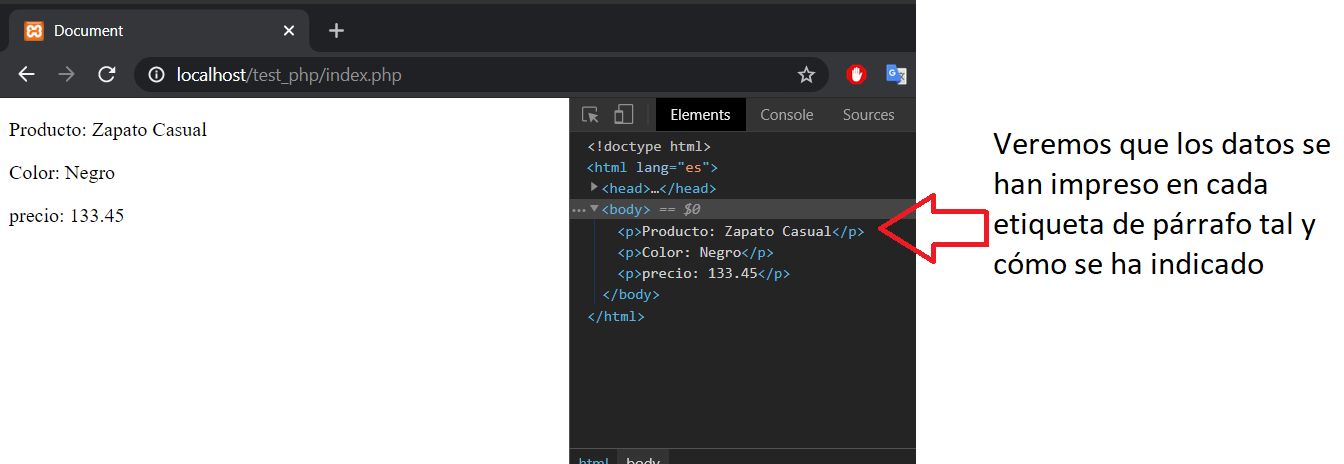 Document
localhost/test_php/index.php
Producto: Zapato Casual
Color: Negro
precio: 133.45
Elements Console Sources
<!doctype html>
<html lang="es">
<head>…</head>
<body> == $0
<p>Producto: Zapato Casual</p>
<p>Color: Negro</p>
<p>precio: 133.45</p>
</body>
</html>
html body
Veremos que los datos se
han impreso en cada
etiqueta de párrafo tal y
cómo se ha indicado